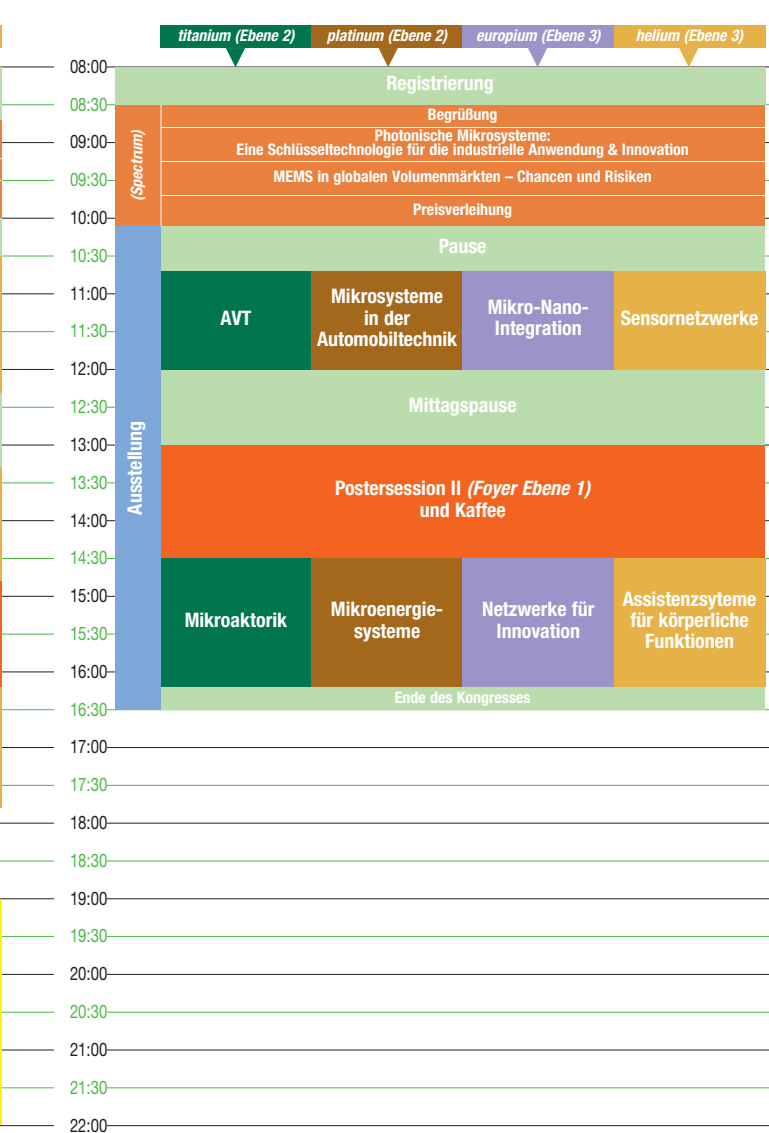 titanium (Ebene 2) platinum (Ebene 2) europium (Ebene 3) helium (Ebene 3)
08:00
Registrierung
08:30
(Spectrum)
Begrüßung
09:00
Photonische Mikrosysteme:
Eine Schlüsseltechnologie für die industrielle Anwendung & Innovation
09:30
MEMS in globalen Volumenmärkten – Chancen und Risiken
10:00
Preisverleihung
Ausstellung
10:30
Pause
11:00
11:30
AVT
Mikrosysteme
in der
Automobiltechnik
Mikro-Nano-
Integration
Sensornetzwerke
12:00
12:30
Mittagspause
13:00
13:30
Postersession II (Foyer Ebene 1)
und Kaffee
14:00
14:30
15:00
15:30
Mikroaktorik
Mikroenergie-
systeme
Netzwerke für
Innovation
Assistenzsyteme
für körperliche
Funktionen
16:00
Ende des Kongresses
16:30
17:00
17:30
18:00
18:30
19:00
19:30
20:00
20:30
21:00
21:30
22:00